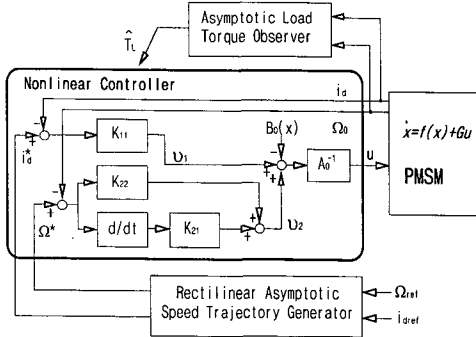 Asymptotic Load
Torque Observer
T̂L
Nonlinear Controller
id
i*d
K11
υ1
B0(x)
Ω0
A0⁻¹
u
ẋ=f(x)+Gu
PMSM
K22
Ω*
d/dt
K21
υ2
Rectilinear Asymptotic
Speed Trajectory Generator
Ωref
idref